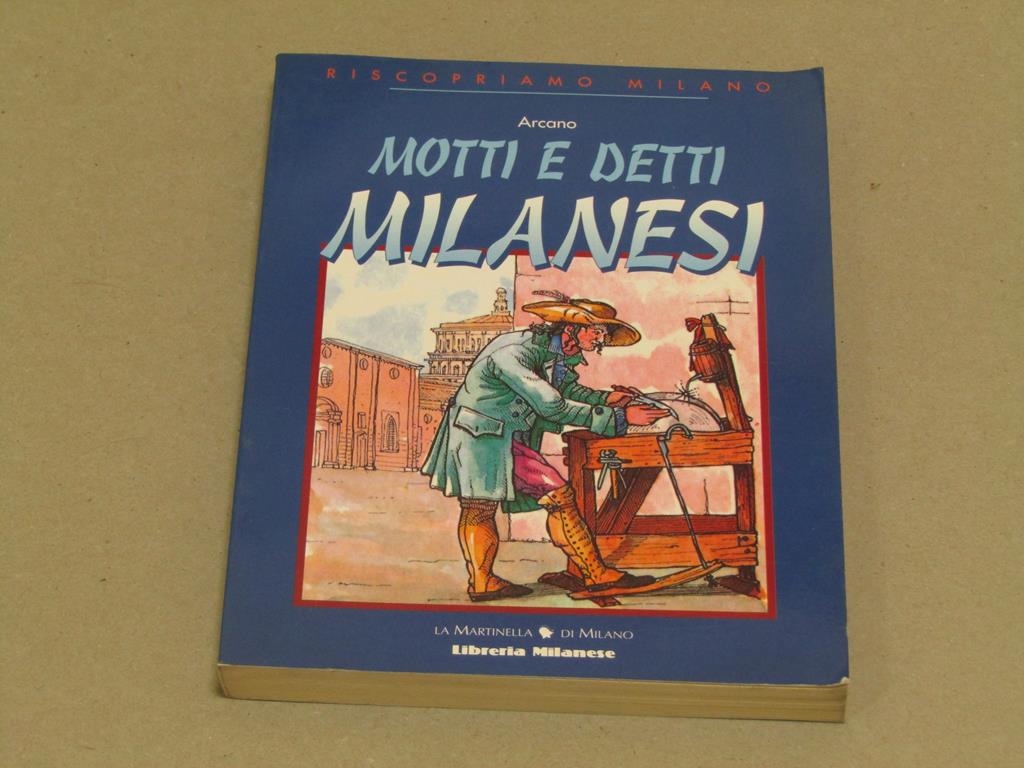 RISCOPRIAMO MILANO
Arcano
MOTTI E DETTI
MILANESI
LA MARTINELLA DI MILANO
Libreria Milanese